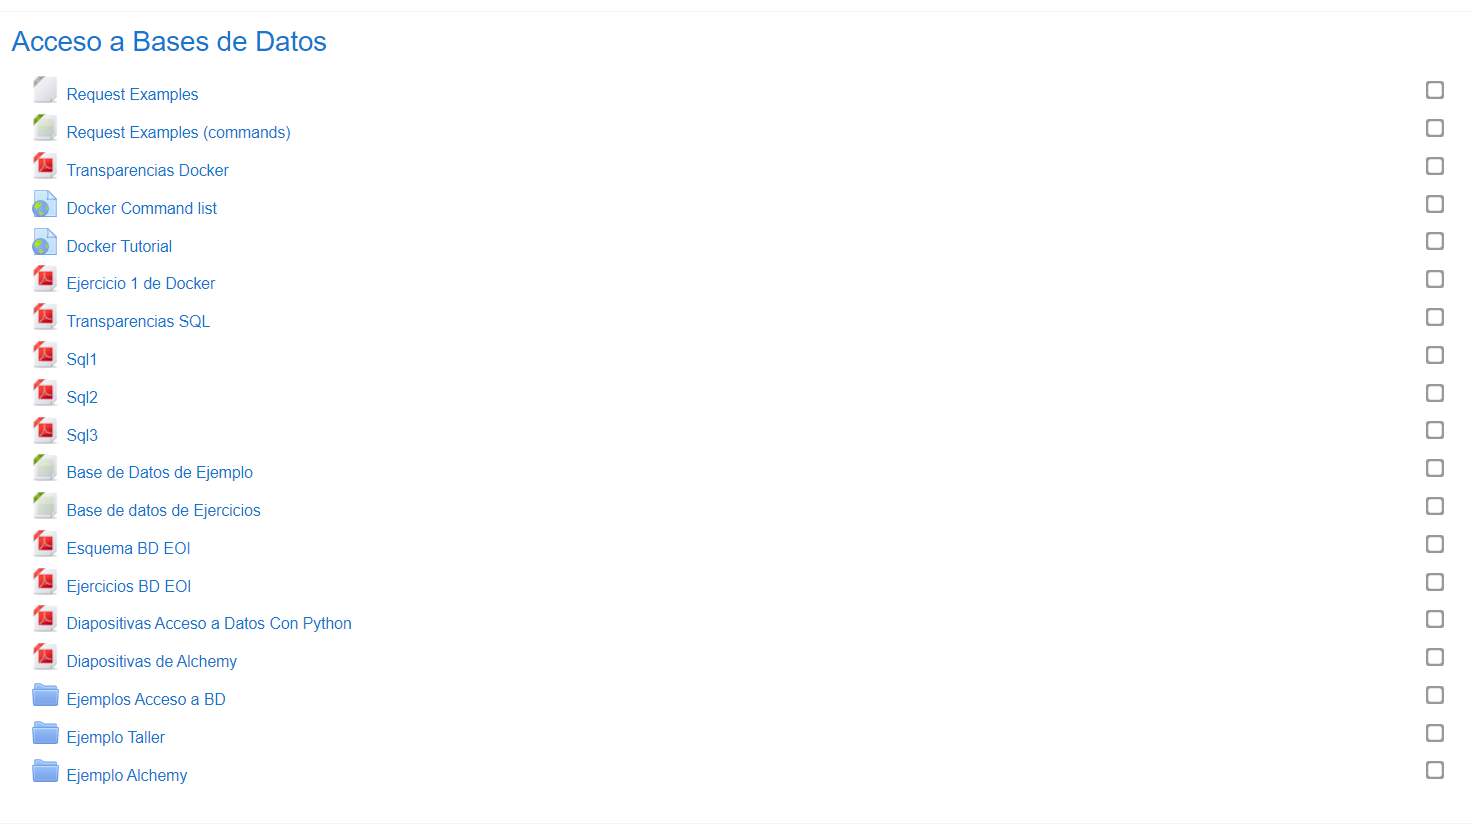 Acceso a Bases de Datos
Request Examples
Request Examples (commands)
Transparencias Docker
Docker Command list
Docker Tutorial
Ejercicio 1 de Docker
Transparencias SQL
Sql1
Sql2
Sql3
Base de Datos de Ejemplo
Base de datos de Ejercicios
Esquema BD EOI
Ejercicios BD EOI
Diapositivas Acceso a Datos Con Python
Diapositivas de Alchemy
Ejemplos Acceso a BD
Ejemplo Taller
Ejemplo Alchemy